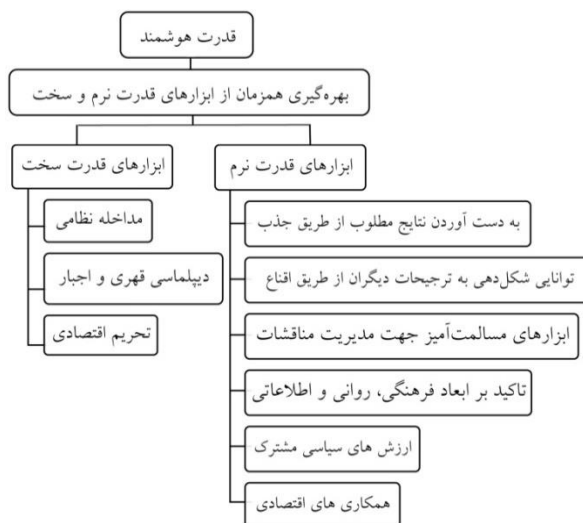 قدرت هوشمند
بهره‌گیری همزمان از ابزارهای قدرت نرم و سخت
ابزارهای قدرت نرم
به دست آوردن نتایج مطلوب از طریق جذب
توانایی شکل‌دهی به ترجیحات دیگران از طریق اقناع
ابزارهای مسالمت‌آمیز جهت مدیریت مناقشات
تاکید بر ابعاد فرهنگی، روانی و اطلاعاتی
ارزش های سیاسی مشترک
همکاری های اقتصادی
ابزارهای قدرت سخت
مداخله نظامی
دیپلماسی قهری و اجبار
تحریم اقتصادی